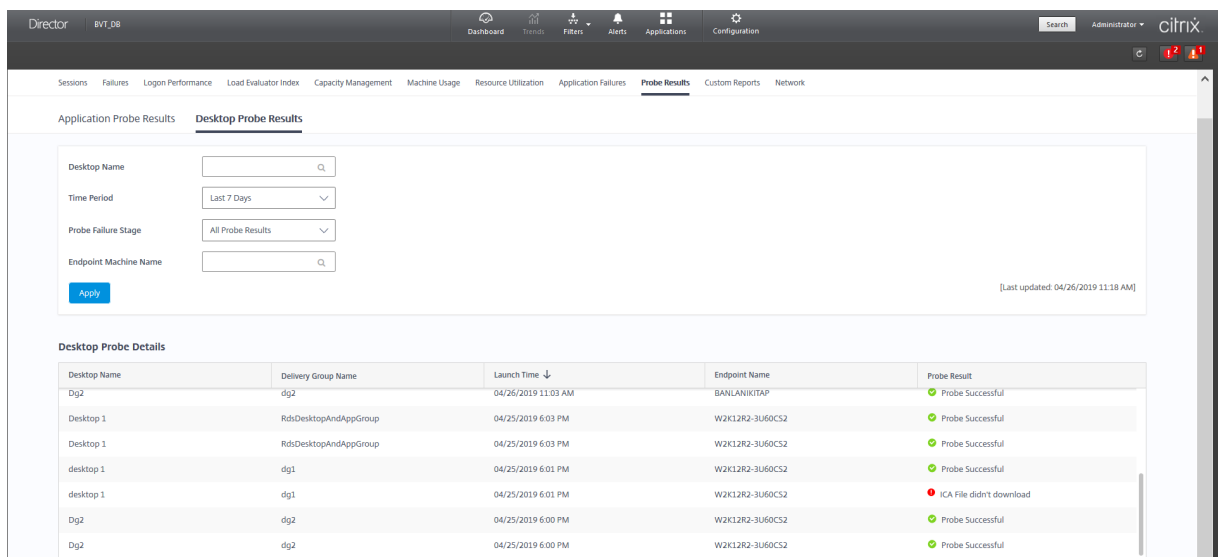 Director BVT_DB Dashboard Trends Filters Alerts Applications Configuration Search Administrator citrix
2 1
Sessions Failures Logon Performance Load Evaluator Index Capacity Management Machine Usage Resource Utilization Application Failures Probe Results Custom Reports Network
Application Probe Results Desktop Probe Results
Desktop Name
Time Period Last 7 Days
Probe Failure Stage All Probe Results
Endpoint Machine Name
Apply [Last updated: 04/26/2019 11:18 AM]
Desktop Probe Details
Desktop Name Delivery Group Name Launch Time Endpoint Name Probe Result
Dg2 dg2 04/26/2019 11:03 AM BANLANIKITAP Probe Successful
Desktop 1 RdsDesktopAndAppGroup 04/25/2019 6:03 PM W2K12R2-3U60CS2 Probe Successful
Desktop 1 RdsDesktopAndAppGroup 04/25/2019 6:03 PM W2K12R2-3U60CS2 Probe Successful
desktop 1 dg1 04/25/2019 6:01 PM W2K12R2-3U60CS2 Probe Successful
desktop 1 dg1 04/25/2019 6:01 PM W2K12R2-3U60CS2 ICA File didn't download
Dg2 dg2 04/25/2019 6:00 PM W2K12R2-3U60CS2 Probe Successful
Dg2 dg2 04/25/2019 6:00 PM W2K12R2-3U60CS2 Probe Successful